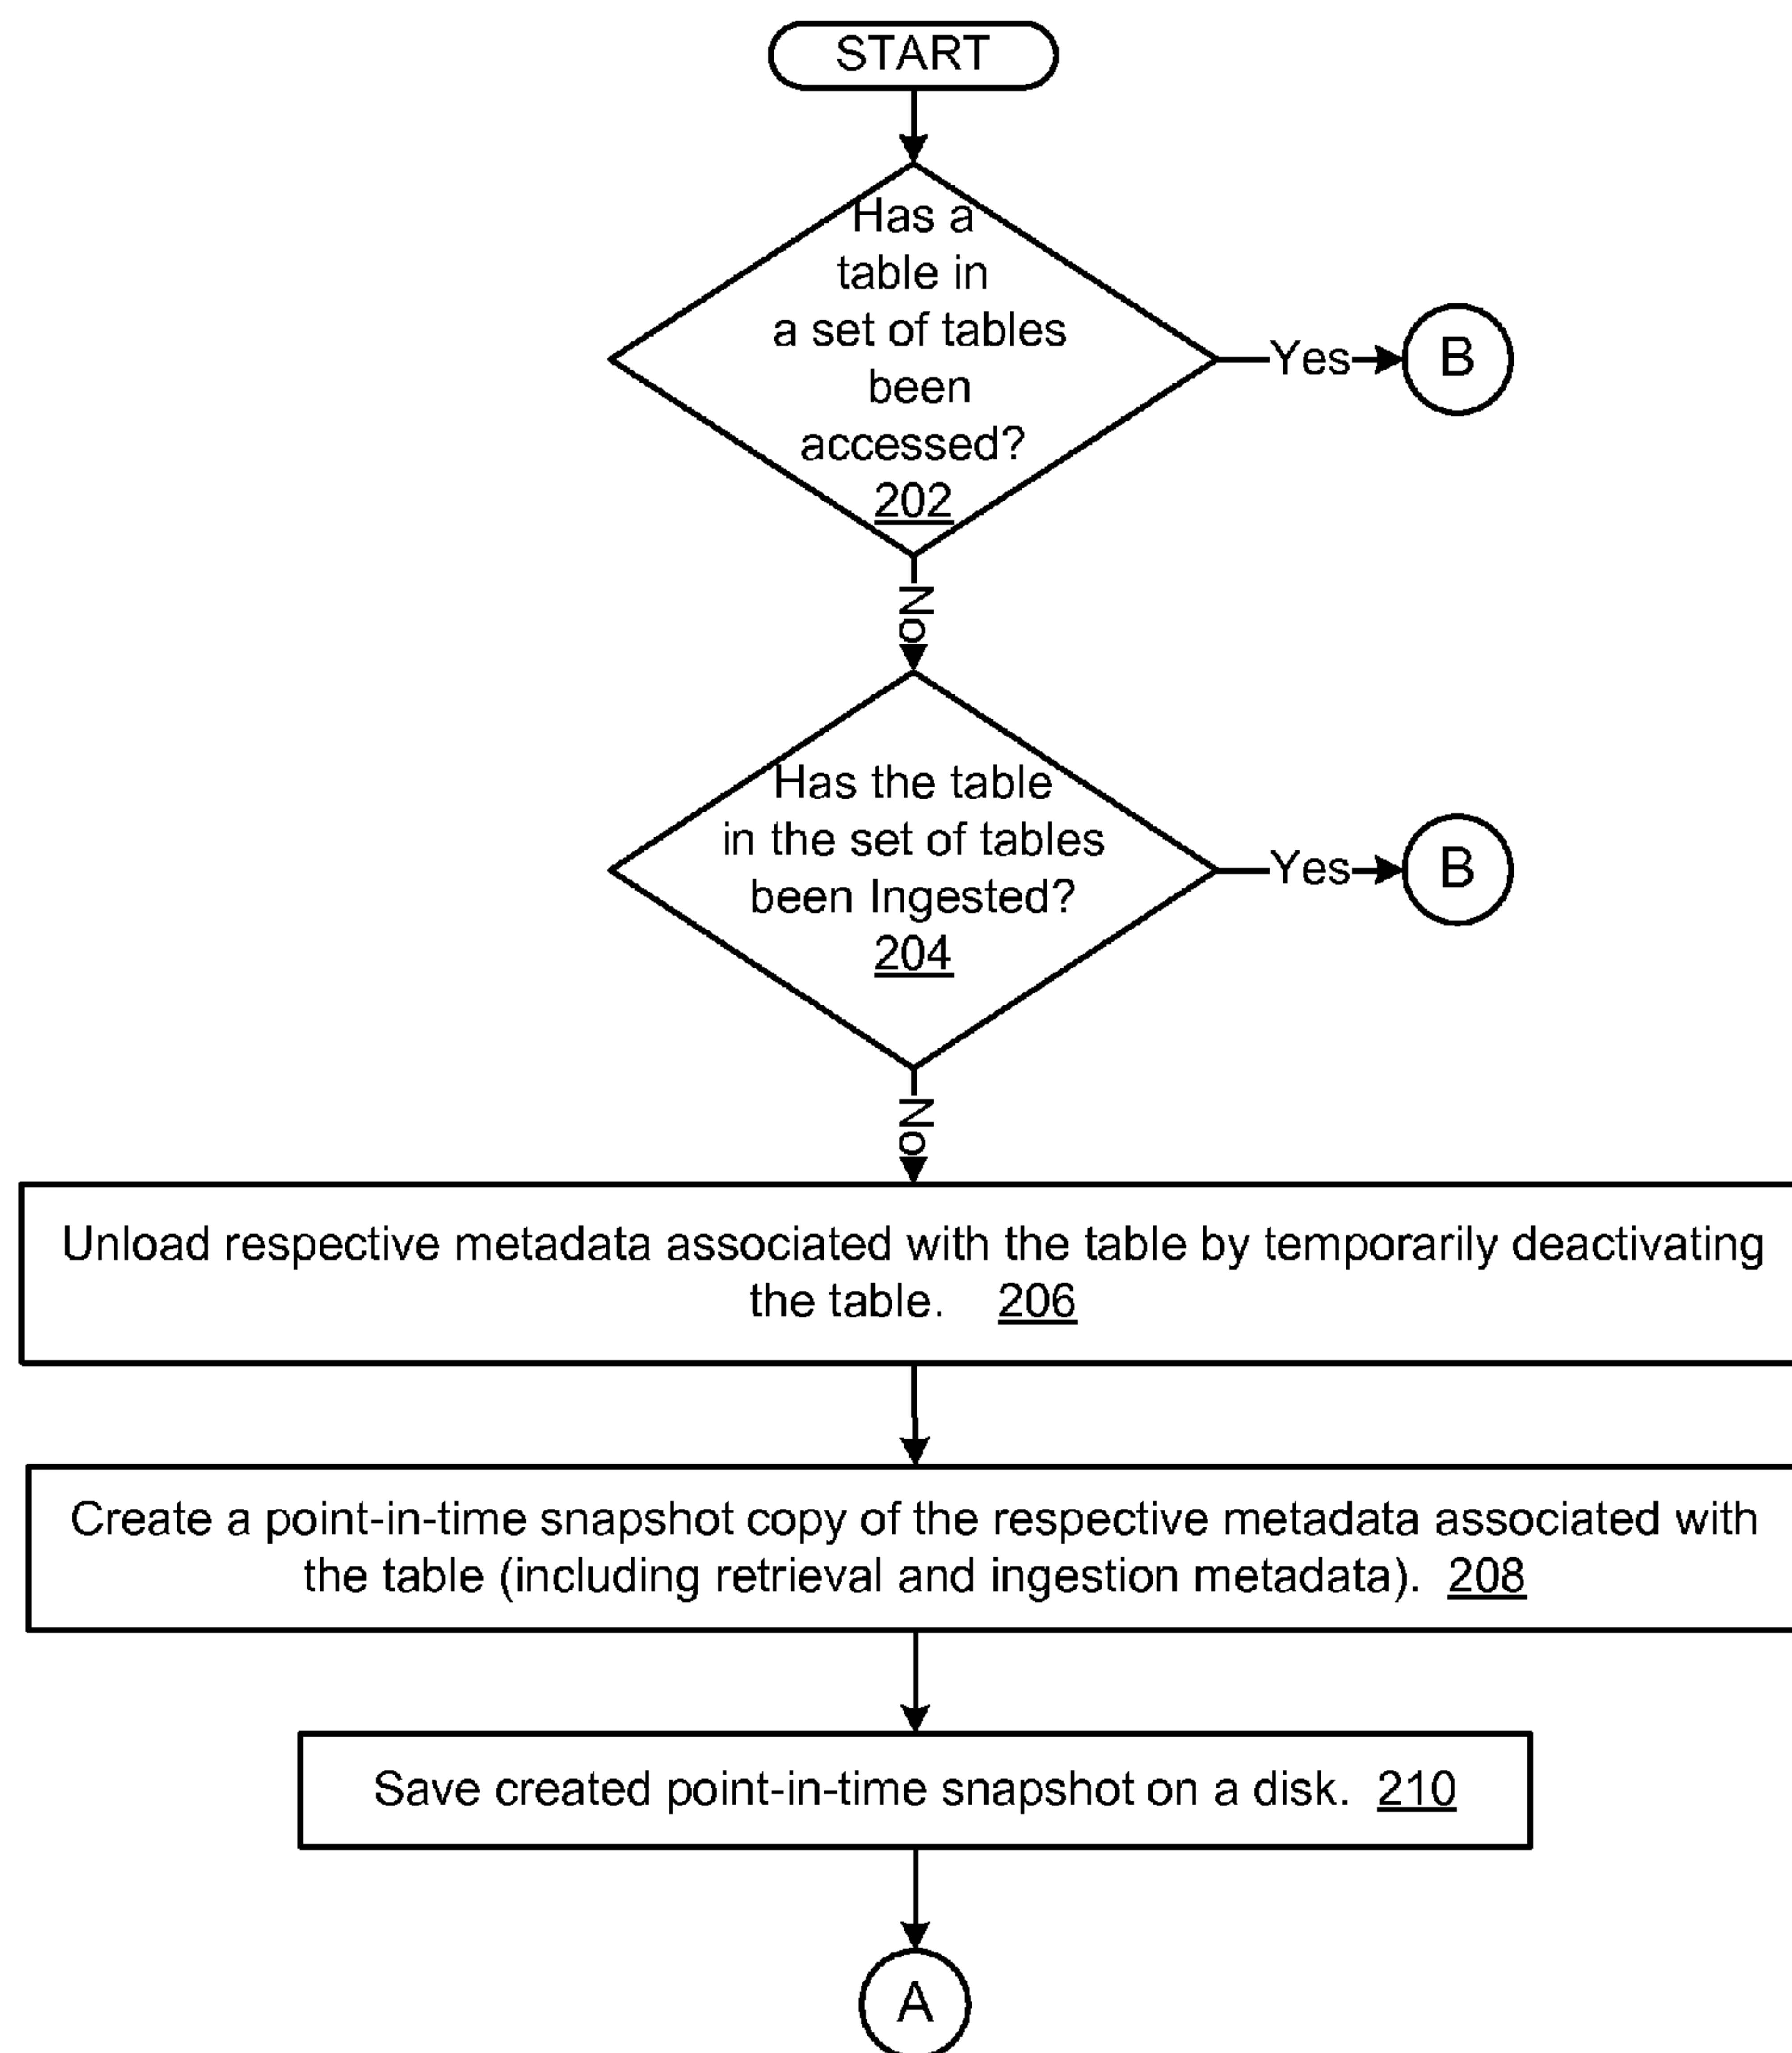 START
Has a
table in
a set of tables
been
accessed?
202
Yes
B
No
Has the table
in the set of tables
been Ingested?
204
Yes
B
No
Unload respective metadata associated with the table by temporarily deactivating
the table. 206
Create a point-in-time snapshot copy of the respective metadata associated with
the table (including retrieval and ingestion metadata). 208
Save created point-in-time snapshot on a disk. 210
A